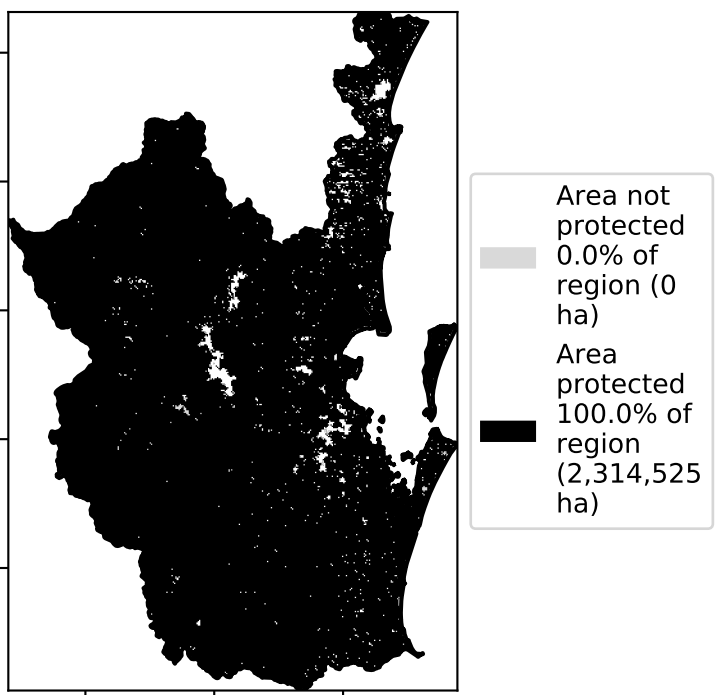 Area not
protected
0.0% of
region (0
ha)
Area
protected
100.0% of
region
(2,314,525
ha)